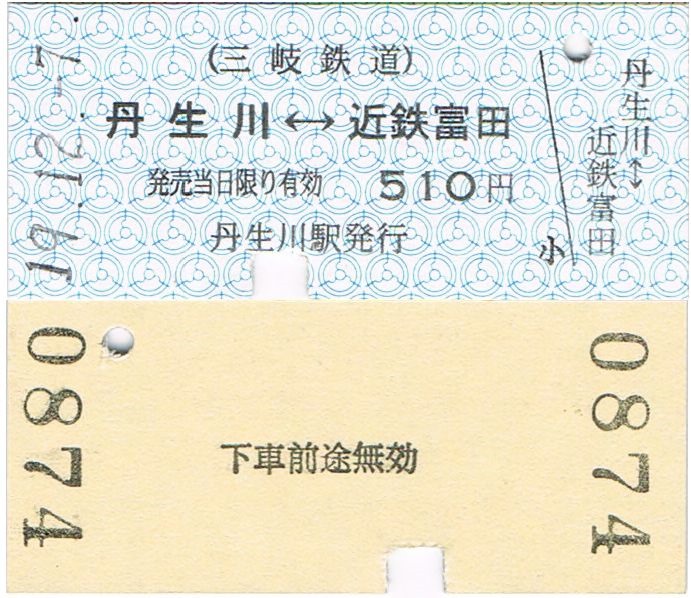 19.12.-7.
(三岐鉄道)
丹生川↔近鉄富田
発売当日限り有効 510円
丹生川駅発行
小
丹生川↕
近鉄富田
0874
下車前途無効
0874